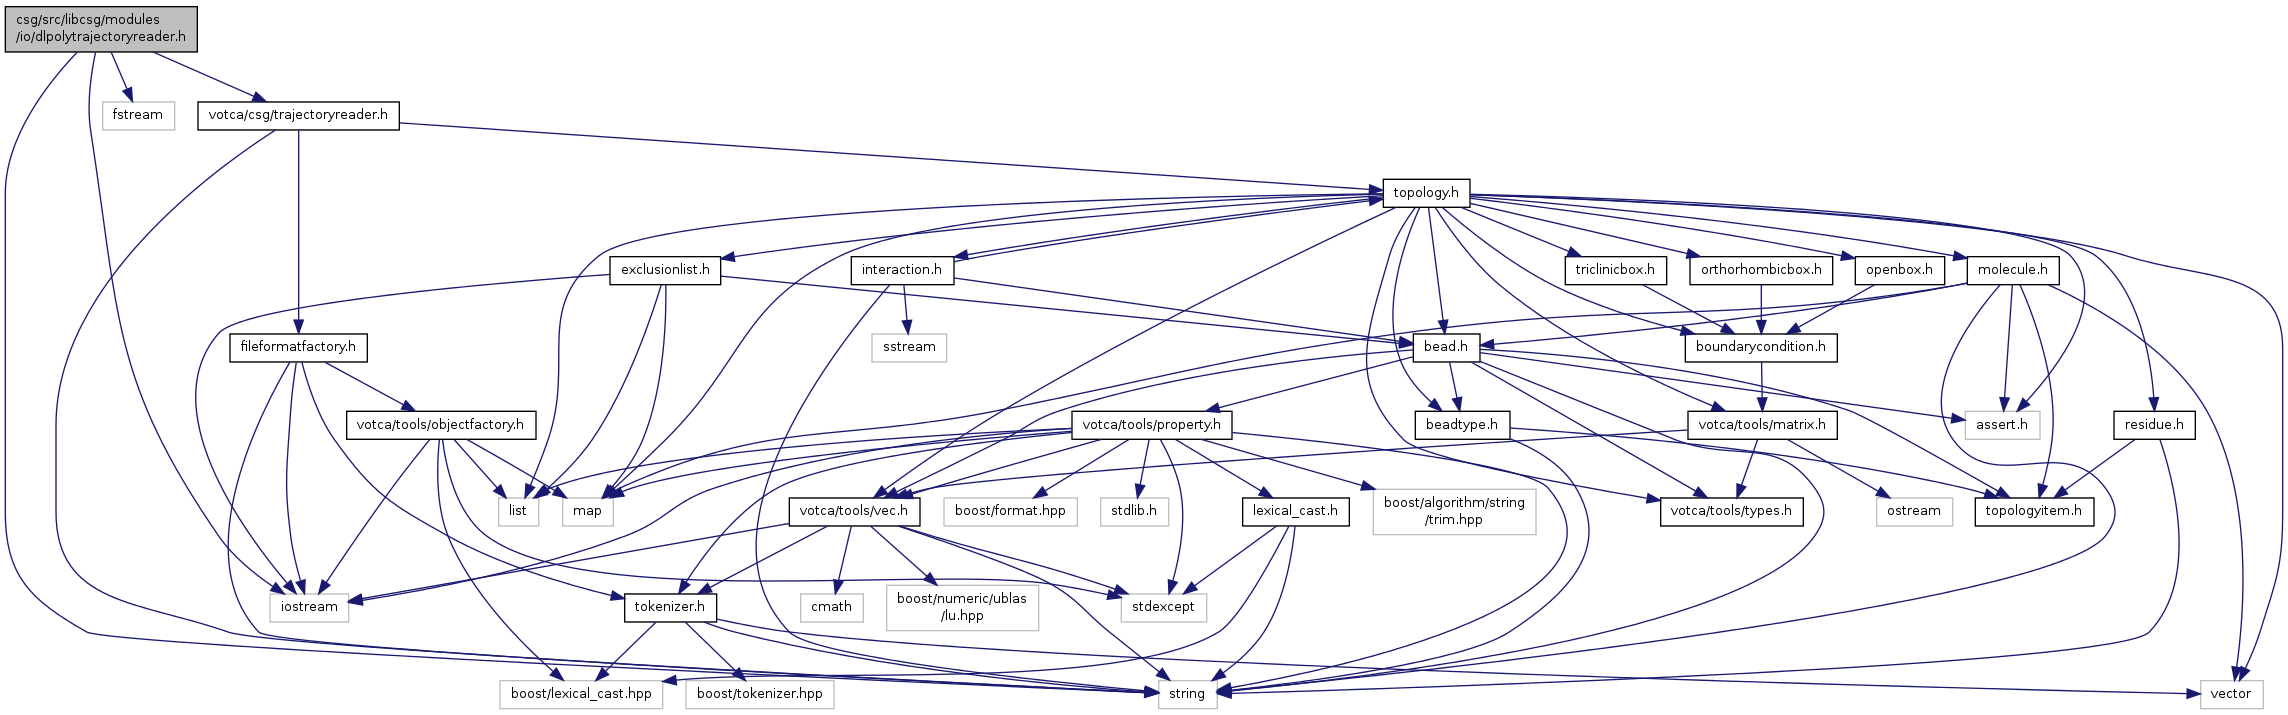 csg/src/libcsg/modules
/io/dlpolytrajectoryreader.h
fstream
votca/csg/trajectoryreader.h
topology.h
exclusionlist.h
interaction.h
triclinicbox.h
orthorhombicbox.h
openbox.h
molecule.h
fileformatfactory.h
sstream
bead.h
boundarycondition.h
votca/tools/objectfactory.h
votca/tools/property.h
beadtype.h
votca/tools/matrix.h
assert.h
residue.h
list
map
votca/tools/vec.h
boost/format.hpp
stdlib.h
lexical_cast.h
boost/algorithm/string
/trim.hpp
votca/tools/types.h
ostream
topologyitem.h
iostream
tokenizer.h
cmath
boost/numeric/ublas
/lu.hpp
stdexcept
boost/lexical_cast.hpp
boost/tokenizer.hpp
string
vector